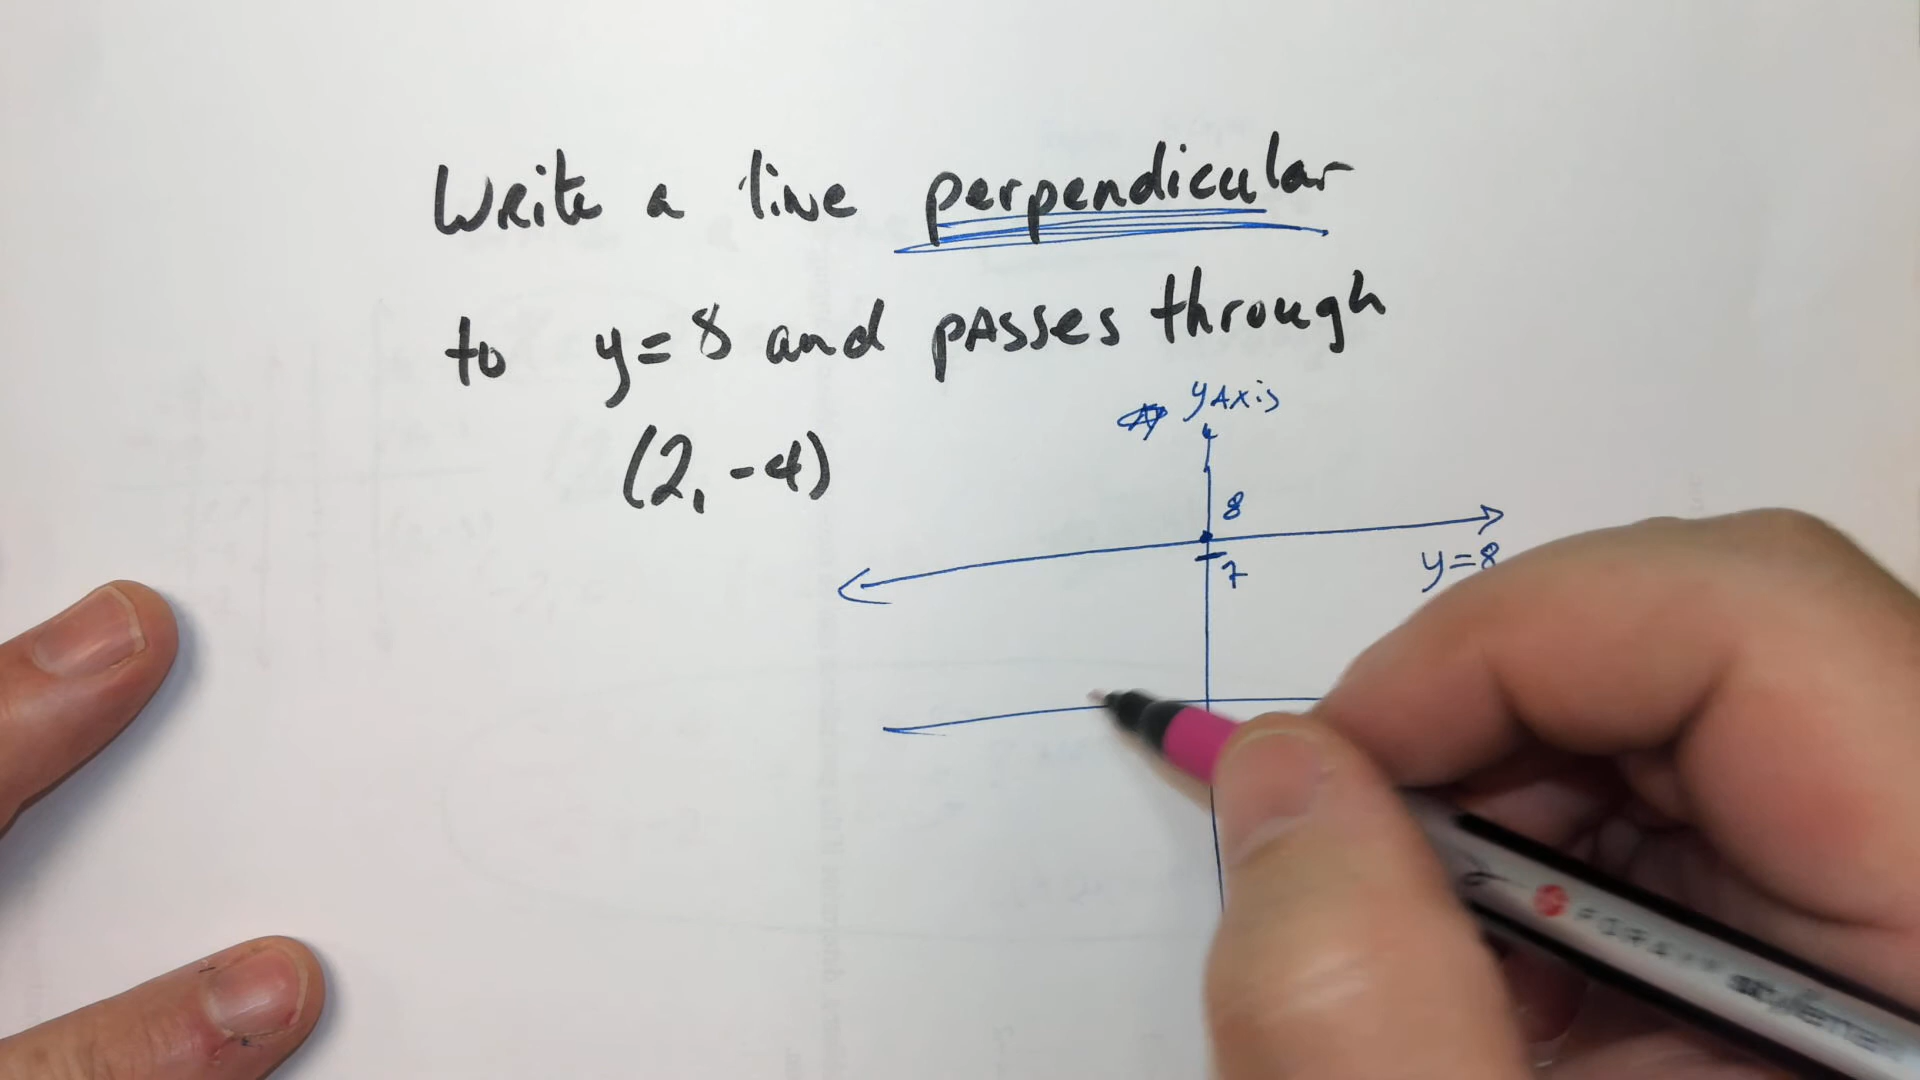 Write a line perpendicular
to y=8 and passes through
(2,-4)
y Axis
8
7
y=8